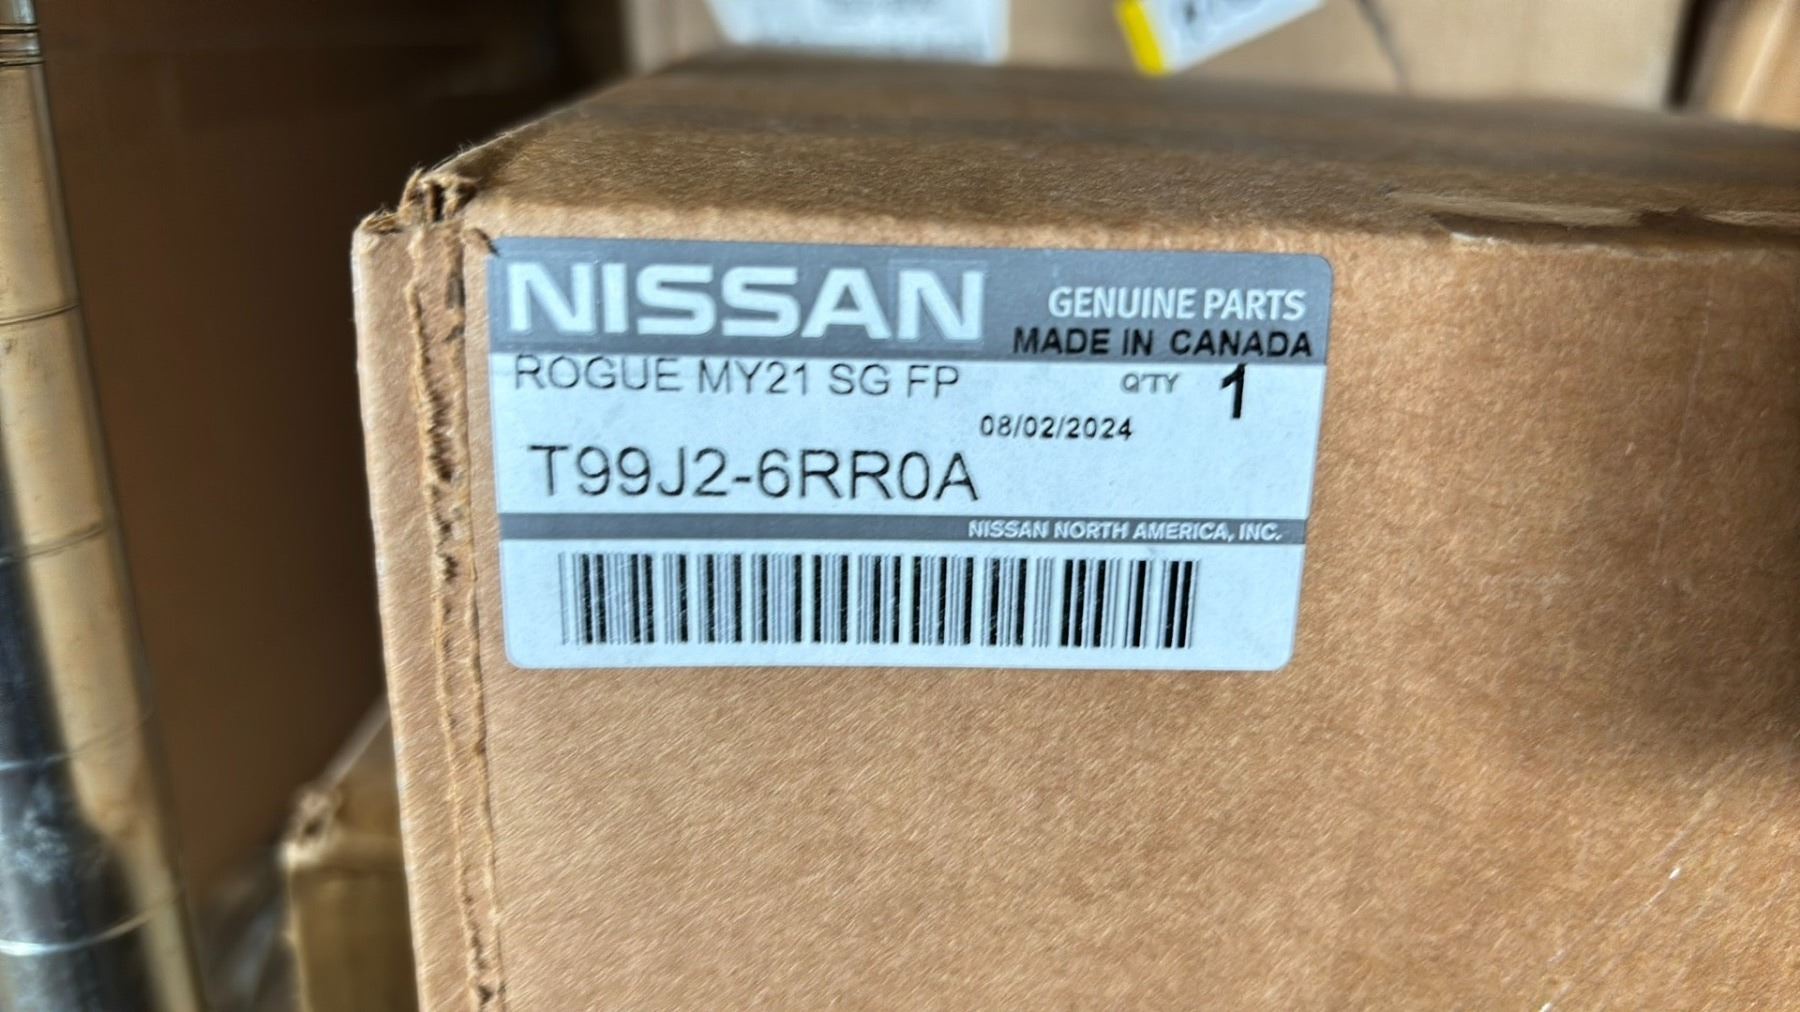 NISSAN
GENUINE PARTS
MADE IN CANADA
ROGUE MY21 SG FP
Q'TY 1
08/02/2024
T99J2-6RR0A
NISSAN NORTH AMERICA, INC.